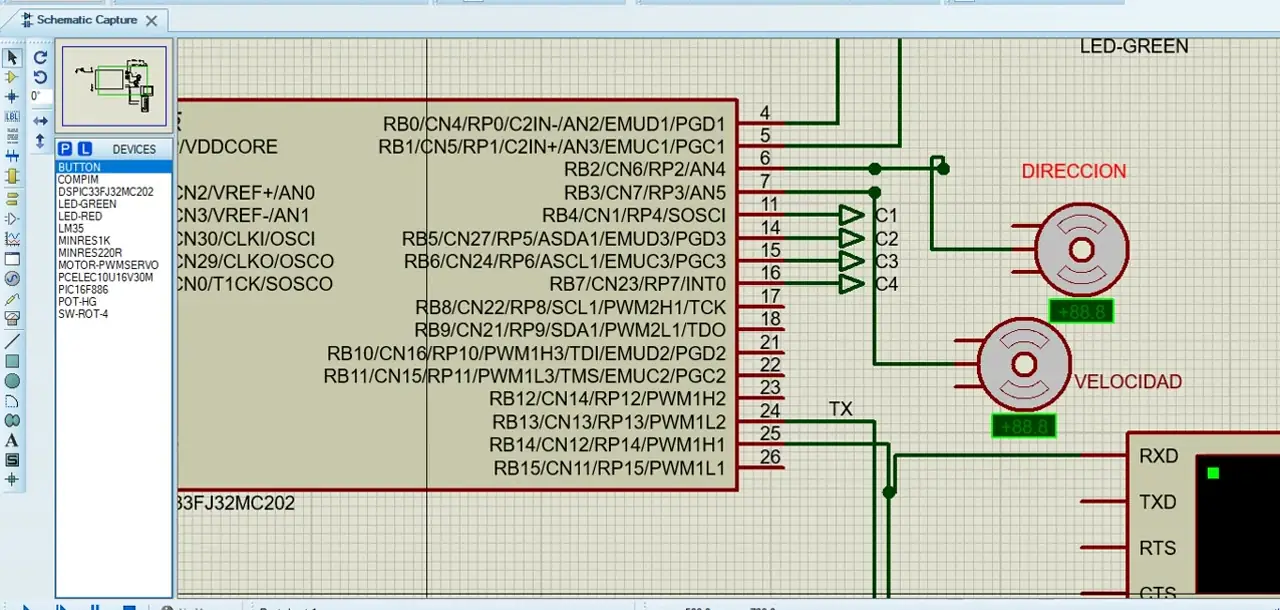 Schematic Capture
LED-GREEN
0°
LBL
P L DEVICES
BUTTON
COMPIM
DSPIC33FJ32MC202
LED-GREEN
LED-RED
LM35
MINRES1K
MINRES220R
MOTOR-PWMSERVO
PCELEC10U16V30M
PIC16F886
POT-HG
SW-ROT-4
A
S
/VDDCORE
CN2/VREF+/AN0
CN3/VREF-/AN1
CN30/CLKI/OSCI
CN29/CLKO/OSCO
CN0/T1CK/SOSCO
RB0/CN4/RP0/C2IN-/AN2/EMUD1/PGD1 4
RB1/CN5/RP1/C2IN+/AN3/EMUC1/PGC1 5
RB2/CN6/RP2/AN4 6
RB3/CN7/RP3/AN5 7
RB4/CN1/RP4/SOSCI 11 C1
RB5/CN27/RP5/ASDA1/EMUD3/PGD3 14 C2
RB6/CN24/RP6/ASCL1/EMUC3/PGC3 15 C3
RB7/CN23/RP7/INT0 16 C4
RB8/CN22/RP8/SCL1/PWM2H1/TCK 17
RB9/CN21/RP9/SDA1/PWM2L1/TDO 18
RB10/CN16/RP10/PWM1H3/TDI/EMUD2/PGD2 21
RB11/CN15/RP11/PWM1L3/TMS/EMUC2/PGC2 22
RB12/CN14/RP12/PWM1H2 23
RB13/CN13/RP13/PWM1L2 24
RB14/CN12/RP14/PWM1H1 25
RB15/CN11/RP15/PWM1L1 26
33FJ32MC202
TX
DIRECCION
+88.8
VELOCIDAD
+88.8
RXD
TXD
RTS
CTS